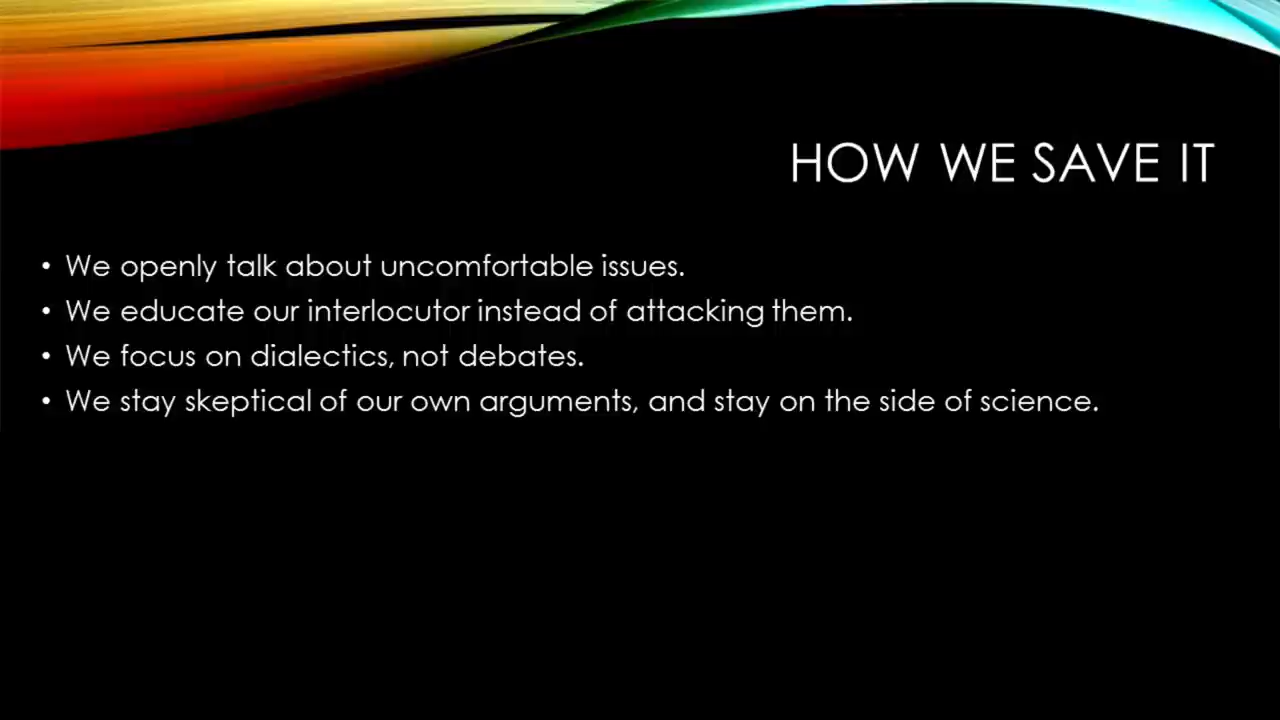 HOW WE SAVE IT
• We openly talk about uncomfortable issues.
• We educate our interlocutor instead of attacking them.
• We focus on dialectics, not debates.
• We stay skeptical of our own arguments, and stay on the side of science.